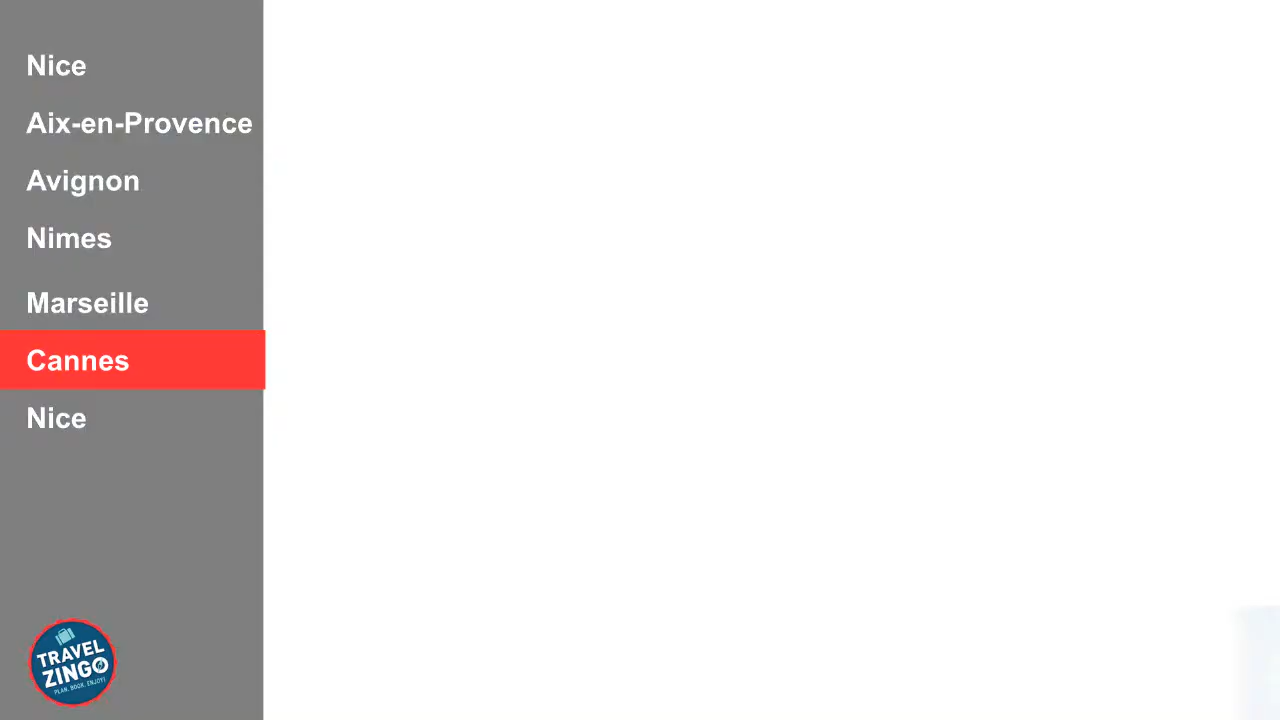 Nice
Aix-en-Provence
Avignon
Nimes
Marseille
Cannes
Nice
TRAVEL
ZINGO
PLAN. BOOK. ENJOY!